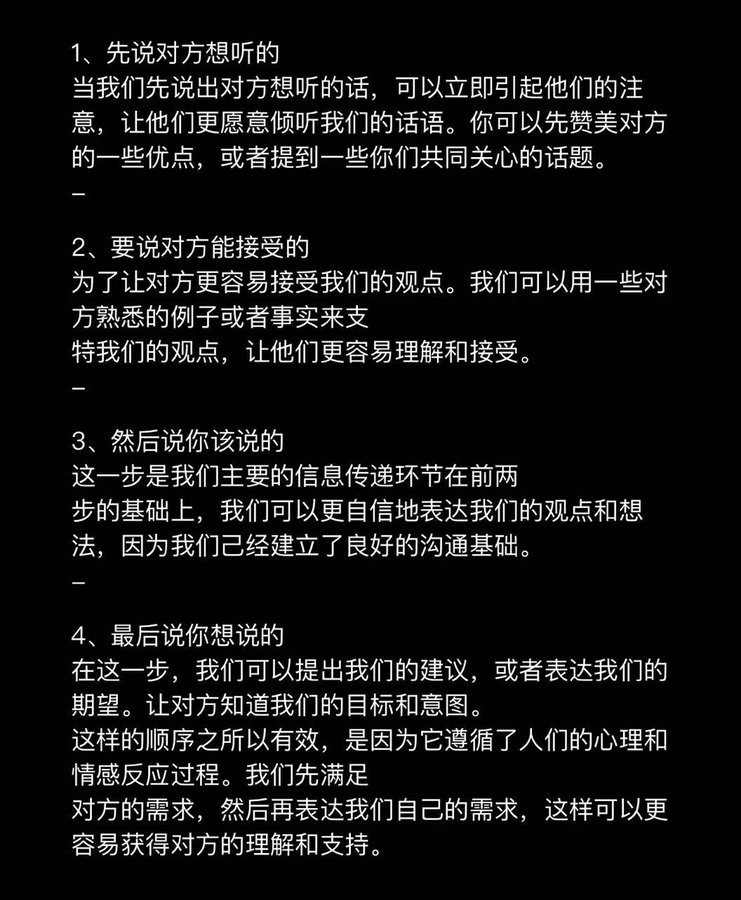 1、先说对方想听的
当我们先说出对方想听的话，可以立即引起他们的注
意，让他们更愿意倾听我们的话语。你可以先赞美对方
的一些优点，或者提到一些你们共同关心的话题。
–
2、要说对方能接受的
为了让对方更容易接受我们的观点。我们可以用一些对
方熟悉的例子或者事实来支
特我们的观点，让他们更容易理解和接受。
–
3、然后说你该说的
这一步是我们主要的信息传递环节在前两
步的基础上，我们可以更自信地表达我们的观点和想
法，因为我们己经建立了良好的沟通基础。
–
4、最后说你想说的
在这一步，我们可以提出我们的建议，或者表达我们的
期望。让对方知道我们的目标和意图。
这样的顺序之所以有效，是因为它遵循了人们的心理和
情感反应过程。我们先满足
对方的需求，然后再表达我们自己的需求，这样可以更
容易获得对方的理解和支持。